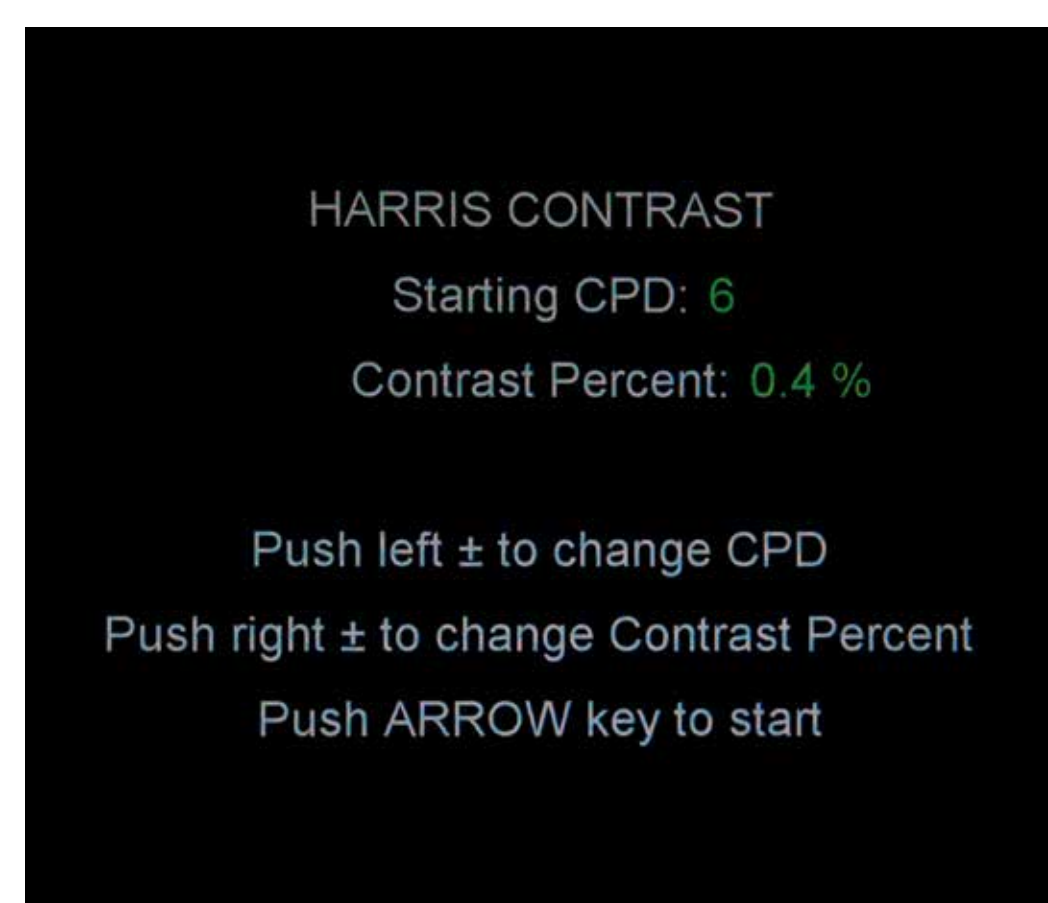 HARRIS CONTRAST
Starting CPD: 6
Contrast Percent: 0.4 %
Push left ± to change CPD
Push right ± to change Contrast Percent
Push ARROW key to start